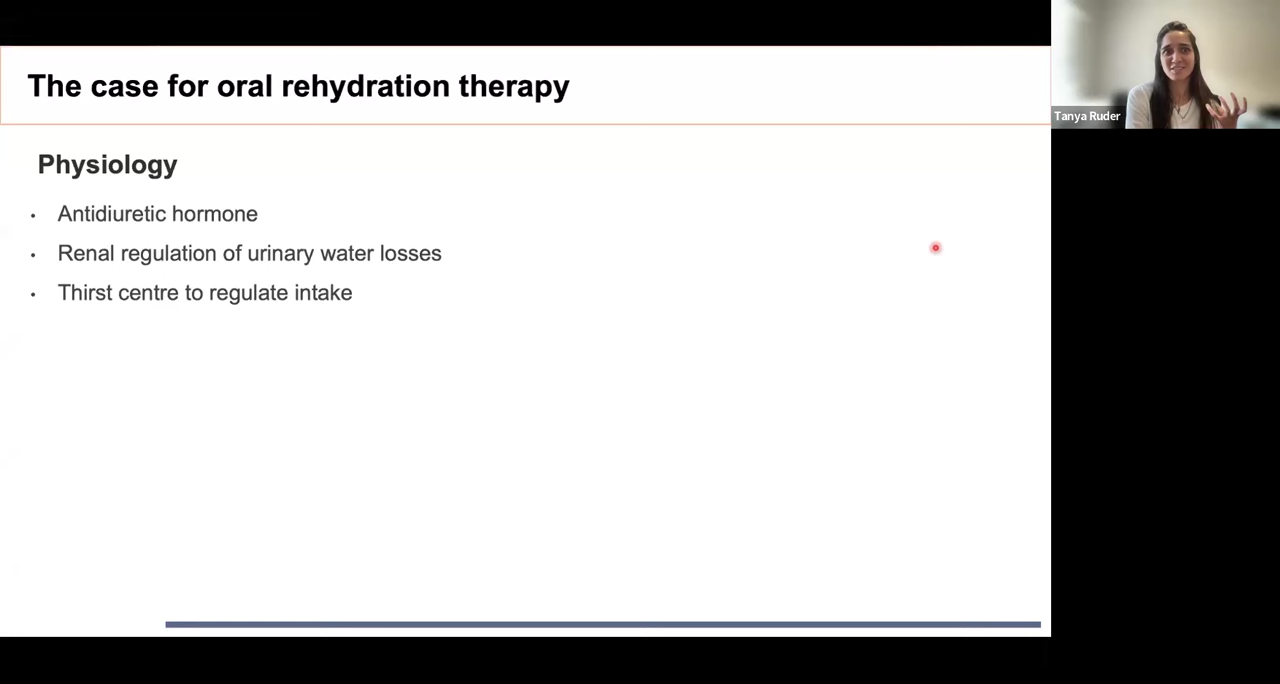 The case for oral rehydration therapy
Physiology
• Antidiuretic hormone
• Renal regulation of urinary water losses
• Thirst centre to regulate intake
Tanya Ruder